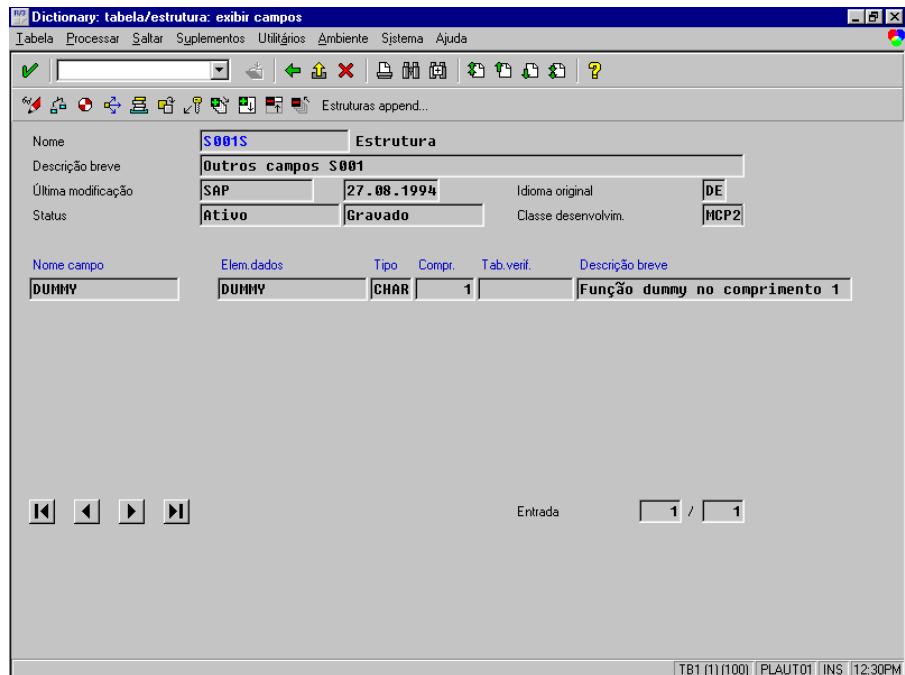 Dictionary: tabela/estrutura: exibir campos
Tabela Processar Saltar Suplementos Utilitários Ambiente Sistema Ajuda
Estruturas append...
Nome S001S Estrutura
Descrição breve Outros campos S001
Última modificação SAP 27.08.1994 Idioma original DE
Status Ativo Gravado Classe desenvolvim. MCP2
Nome campo Elem.dados Tipo Compr. Tab.verif. Descrição breve
DUMMY DUMMY CHAR 1 Função dummy no comprimento 1
Entrada 1 / 1
TB1 (1) (100) PLAUT01 INS 12:30PM